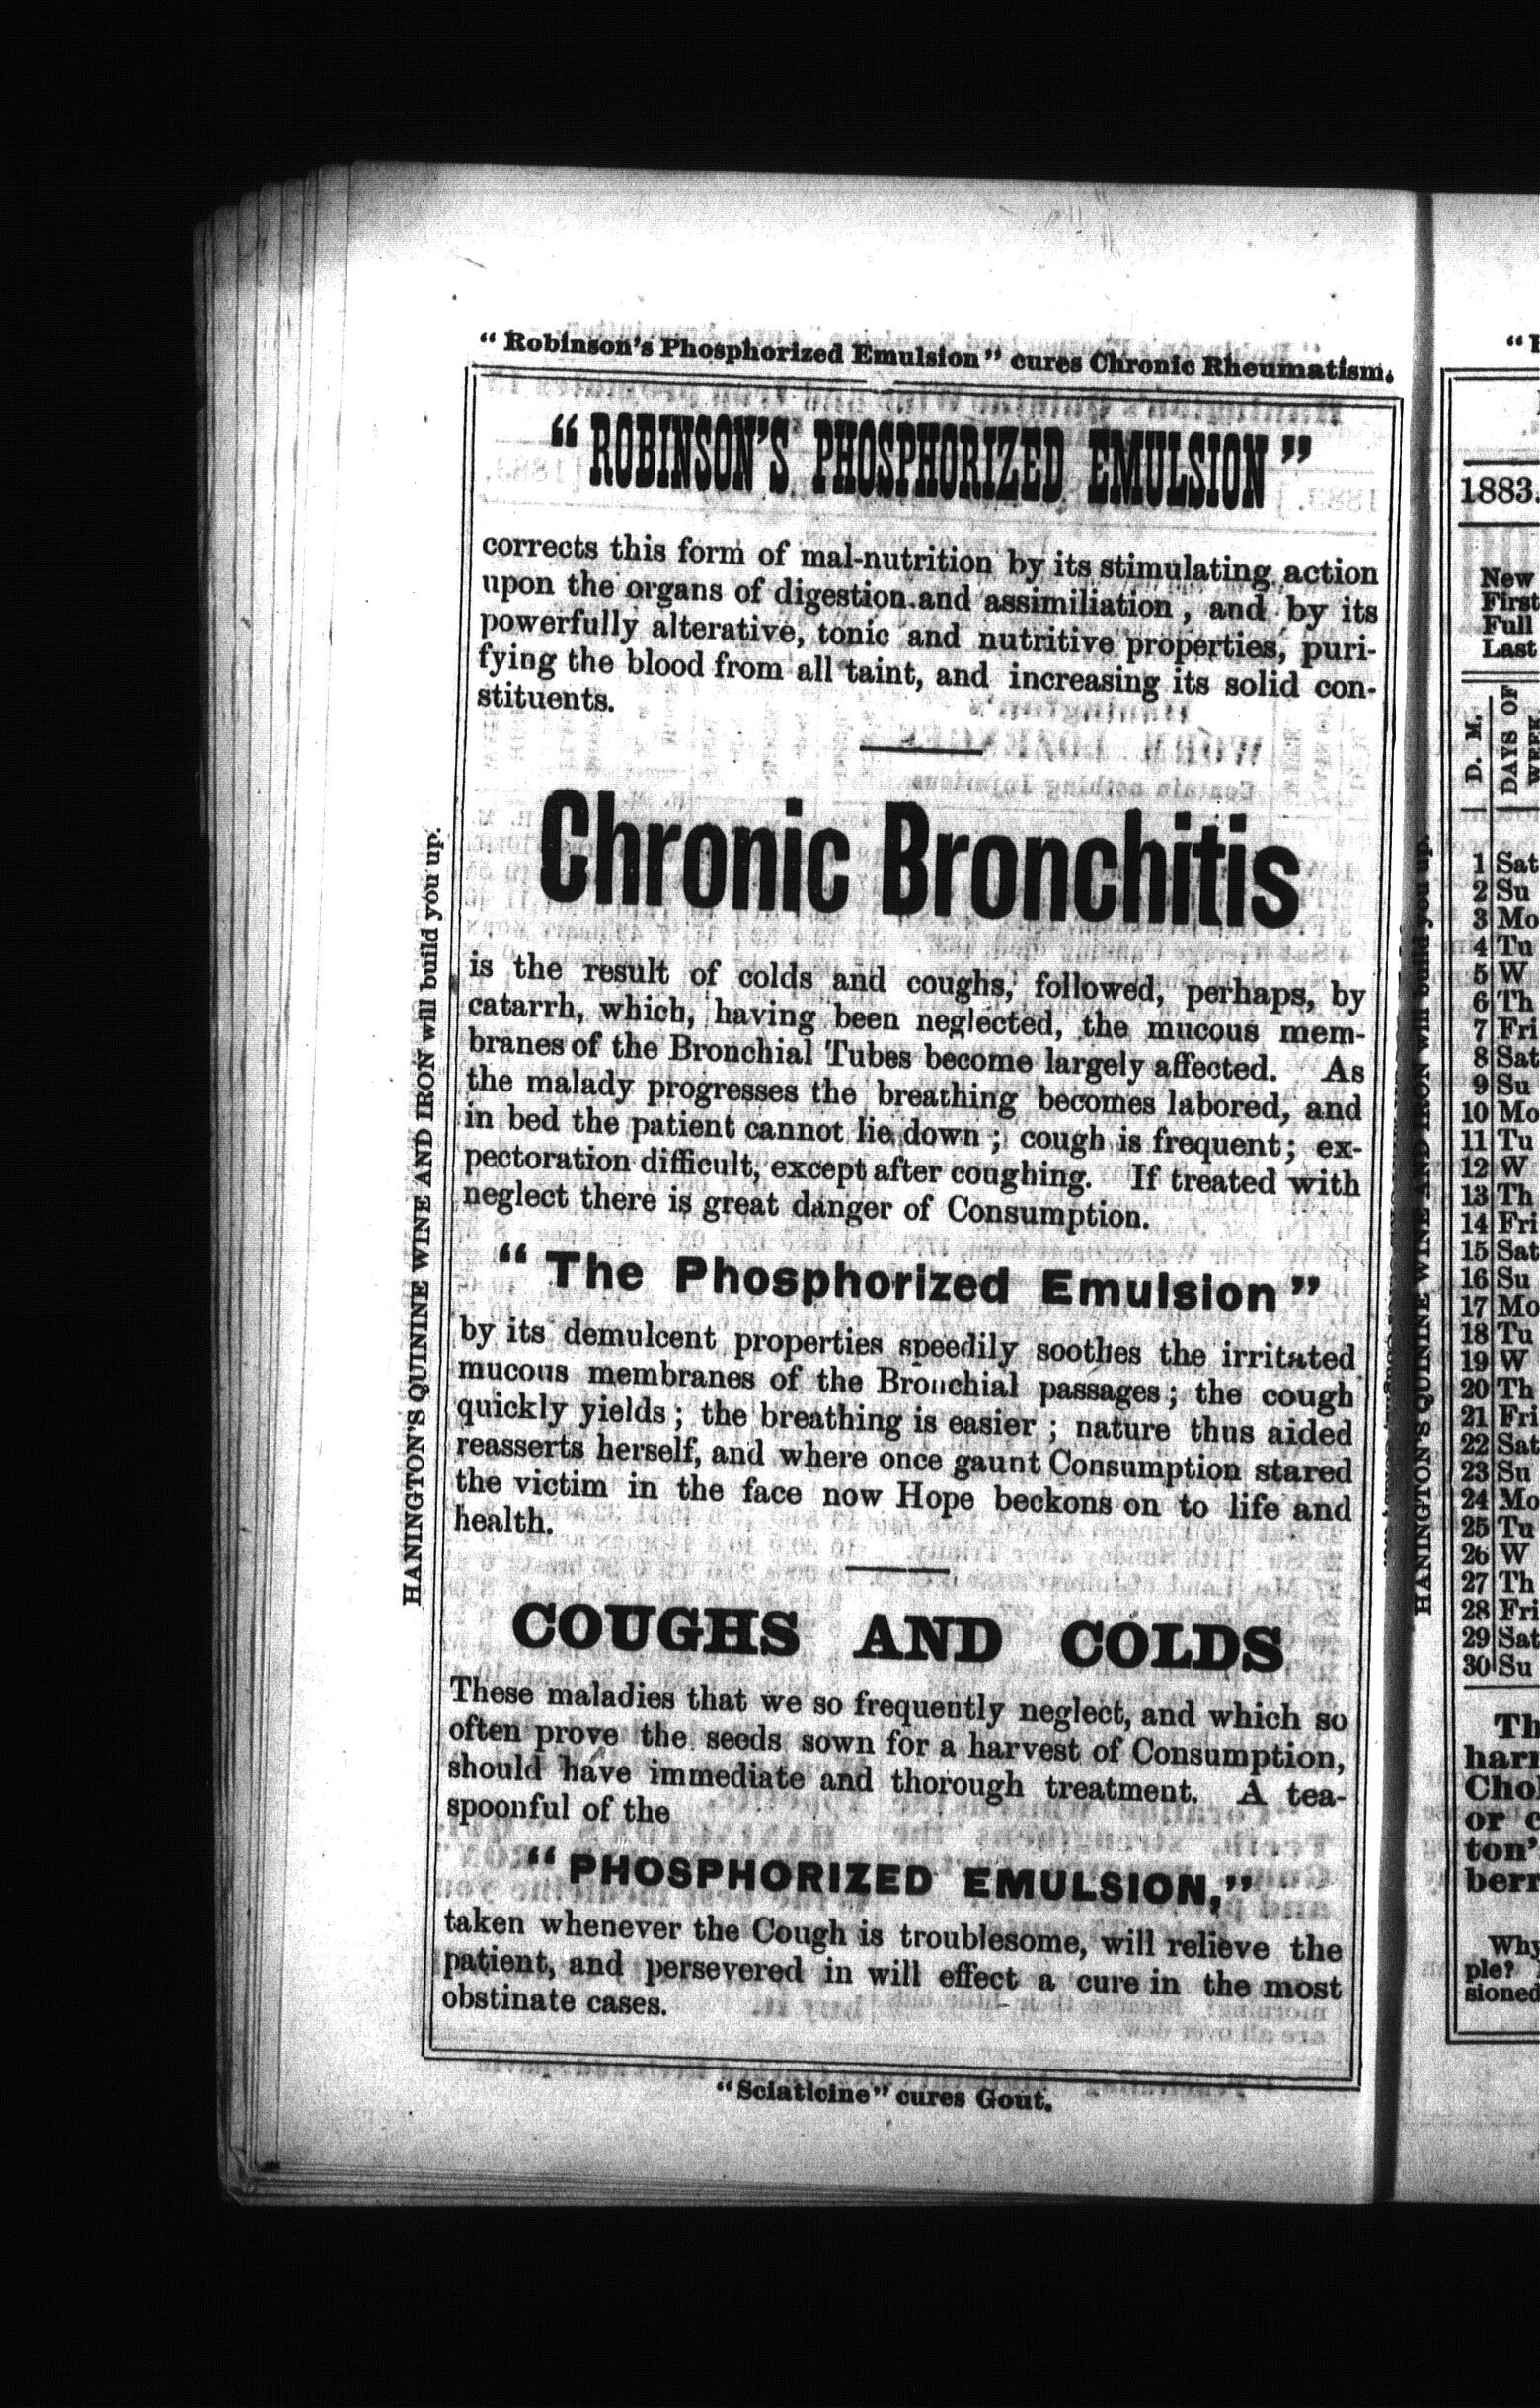 "Robinson's Phosphorized Emulsion" cures Chronic Rheumatism.
"ROBINSON'S PHOSPHORIZED EMULSION"
corrects this form of mal-nutrition by its stimulating action
upon the organs of digestion and assimiliation, and by its
powerfully alterative, tonic and nutritive properties, puri-
fying the blood from all taint, and increasing its solid con-
stituents.
Chronic Bronchitis
is the result of colds and coughs, followed, perhaps, by
catarrh, which, having been neglected, the mucous mem-
branes of the Bronchial Tubes become largely affected. As
the malady progresses the breathing becomes labored, and
in bed the patient cannot lie down; cough is frequent; ex-
pectoration difficult, except after coughing. If treated with
neglect there is great danger of Consumption.
"The Phosphorized Emulsion"
by its demulcent properties speedily soothes the irritated
mucous membranes of the Bronchial passages; the cough
quickly yields; the breathing is easier; nature thus aided
reasserts herself, and where once gaunt Consumption stared
the victim in the face now Hope beckons on to life and
health.
COUGHS AND COLDS
These maladies that we so frequently neglect, and which so
often prove the seeds sown for a harvest of Consumption,
should have immediate and thorough treatment. A tea-
spoonful of the
"PHOSPHORIZED EMULSION,"
taken whenever the Cough is troublesome, will relieve the
patient, and persevered in will effect a cure in the most
obstinate cases.
"Sciaticine" cures Gout.
HANINGTON'S QUININE WINE AND IRON will build you up.
HANINGTON'S QUININE WINE AND IRON will build you up.
1883.
New
First
Full
Last
D. M.
DAYS OF
WEEK
1 Sat
2 Su
3 Mo
4 Tu
5 W
6 Th
7 Fri
8 Sat
9 Su
10 Mo
11 Tu
12 W
13 Th
14 Fri
15 Sat
16 Su
17 Mo
18 Tu
19 W
20 Th
21 Fri
22 Sat
23 Su
24 Mo
25 Tu
26 W
27 Th
28 Fri
29 Sat
30 Su
Th
harm
Chol
or c
ton's
berr
Why
ple?
sioned